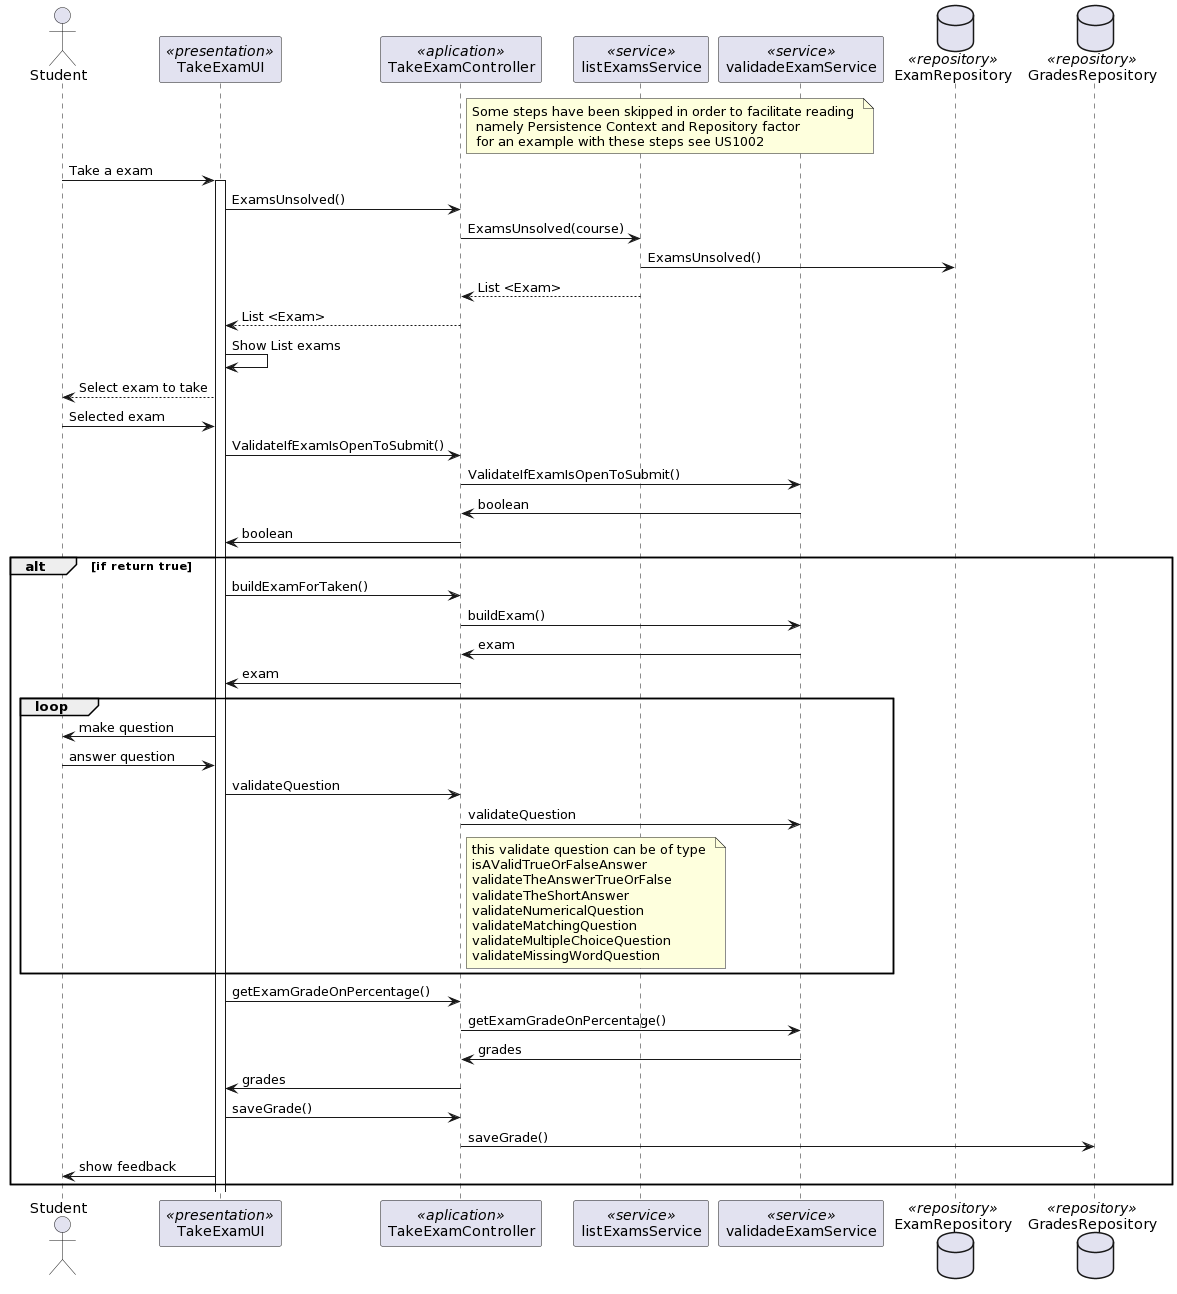 Student
«presentation»
TakeExamUI
«aplication»
TakeExamController
«service»
listExamsService
«service»
validadeExamService
«repository»
ExamRepository
«repository»
GradesRepository
Some steps have been skipped in order to facilitate reading
namely Persistence Context and Repository factor
for an example with these steps see US1002
Take a exam
ExamsUnsolved()
ExamsUnsolved(course)
ExamsUnsolved()
List <Exam>
List <Exam>
Show List exams
Select exam to take
Selected exam
ValidateIfExamIsOpenToSubmit()
ValidateIfExamIsOpenToSubmit()
boolean
boolean
alt [if return true]
buildExamForTaken()
buildExam()
exam
exam
loop
make question
answer question
validateQuestion
validateQuestion
this validate question can be of type
isAValidTrueOrFalseAnswer
validateTheAnswerTrueOrFalse
validateTheShortAnswer
validateNumericalQuestion
validateMatchingQuestion
validateMultipleChoiceQuestion
validateMissingWordQuestion
getExamGradeOnPercentage()
getExamGradeOnPercentage()
grades
grades
saveGrade()
saveGrade()
show feedback
Student
«presentation»
TakeExamUI
«aplication»
TakeExamController
«service»
listExamsService
«service»
validadeExamService
«repository»
ExamRepository
«repository»
GradesRepository